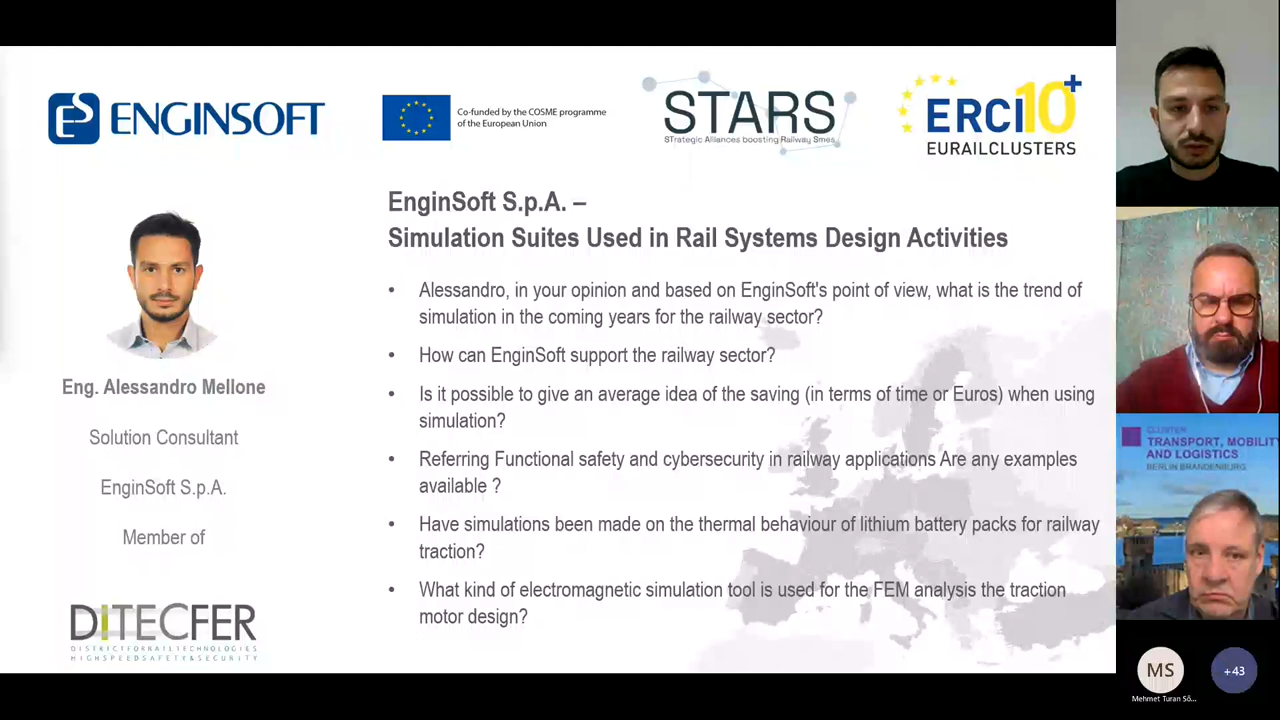 ENGINSOFT
Co-funded by the COSME programme
of the European Union
STARS
STrategic Alliances boosting Railway Smes
ERCI10+
EURAILCLUSTERS
EnginSoft S.p.A. –
Simulation Suites Used in Rail Systems Design Activities
• Alessandro, in your opinion and based on EnginSoft's point of view, what is the trend of
simulation in the coming years for the railway sector?
• How can EnginSoft support the railway sector?
• Is it possible to give an average idea of the saving (in terms of time or Euros) when using
simulation?
• Referring Functional safety and cybersecurity in railway applications Are any examples
available ?
• Have simulations been made on the thermal behaviour of lithium battery packs for railway
traction?
• What kind of electromagnetic simulation tool is used for the FEM analysis the traction
motor design?
Eng. Alessandro Mellone
Solution Consultant
EnginSoft S.p.A.
Member of
DITECFER
DISTRICTFORRAILTECHNOLOGIES
HIGHSPEEDSAFETY&SECURITY
CLUSTER
TRANSPORT, MOBILITY
AND LOGISTICS
BERLIN BRANDENBURG
MS
Mehmet Turan Sö...
+43